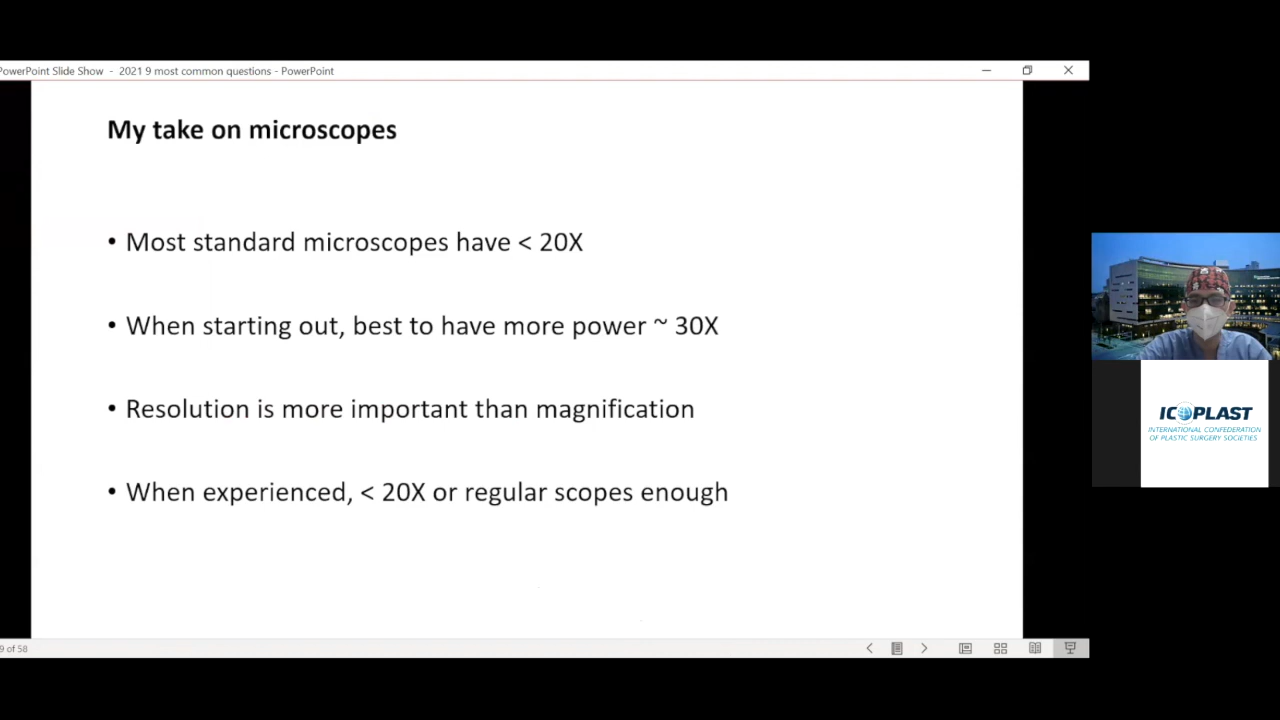 PowerPoint Slide Show - 2021 9 most common questions - PowerPoint
My take on microscopes
• Most standard microscopes have < 20X
• When starting out, best to have more power ~ 30X
• Resolution is more important than magnification
• When experienced, < 20X or regular scopes enough
ICOPLAST
INTERNATIONAL CONFEDERATION
OF PLASTIC SURGERY SOCIETIES
9 of 58